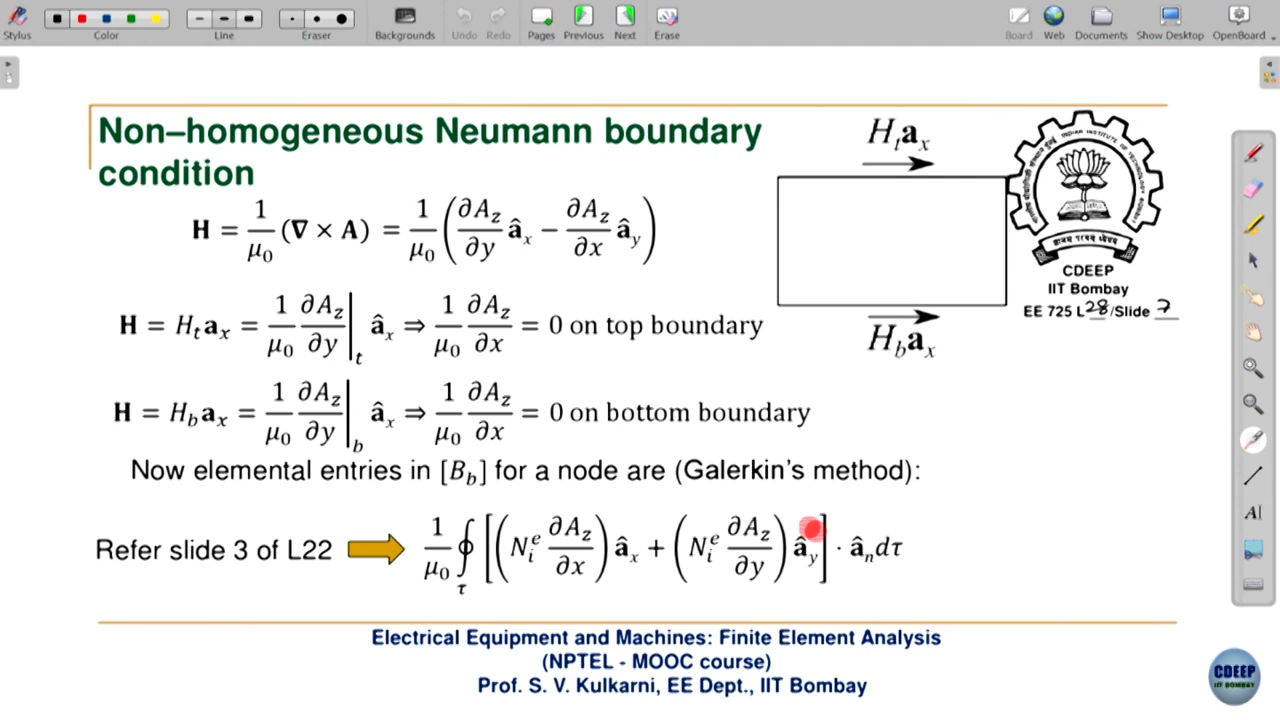 Stylus Color Line Eraser Backgrounds Undo Redo Pages Previous Next Erase Board Web Documents Show Desktop OpenBoard
Non–homogeneous Neumann boundary
condition
H = 1/μ₀ (∇ × A) = 1/μ₀ (∂A_z/∂y â_x − ∂A_z/∂x â_y)
H = H_t a_x = 1/μ₀ ∂A_z/∂y |_t â_x ⇒ 1/μ₀ ∂A_z/∂x = 0 on top boundary
H = H_b a_x = 1/μ₀ ∂A_z/∂y |_b â_x ⇒ 1/μ₀ ∂A_z/∂x = 0 on bottom boundary
Now elemental entries in [B_b] for a node are (Galerkin's method):
Refer slide 3 of L22
1/μ₀ ∮_τ [(N_i^e ∂A_z/∂x) â_x + (N_i^e ∂A_z/∂y) â_y] · â_n dτ
H_t a_x
H_b a_x
CDEEP
IIT Bombay
EE 725 L 28 /Slide 7
Electrical Equipment and Machines: Finite Element Analysis
(NPTEL - MOOC course)
Prof. S. V. Kulkarni, EE Dept., IIT Bombay
CDEEP
IIT BOMBAY